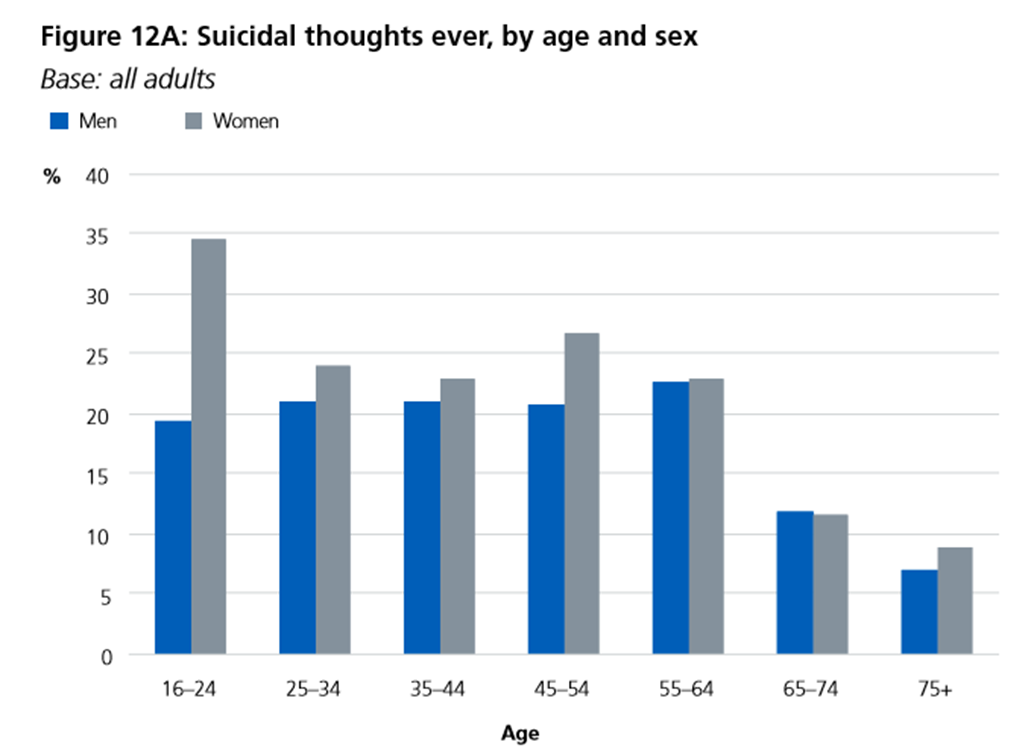 Figure 12A: Suicidal thoughts ever, by age and sex
Base: all adults
Men Women
% 40
35
30
25
20
15
10
5
0
16–24 25–34 35–44 45–54 55–64 65–74 75+
Age